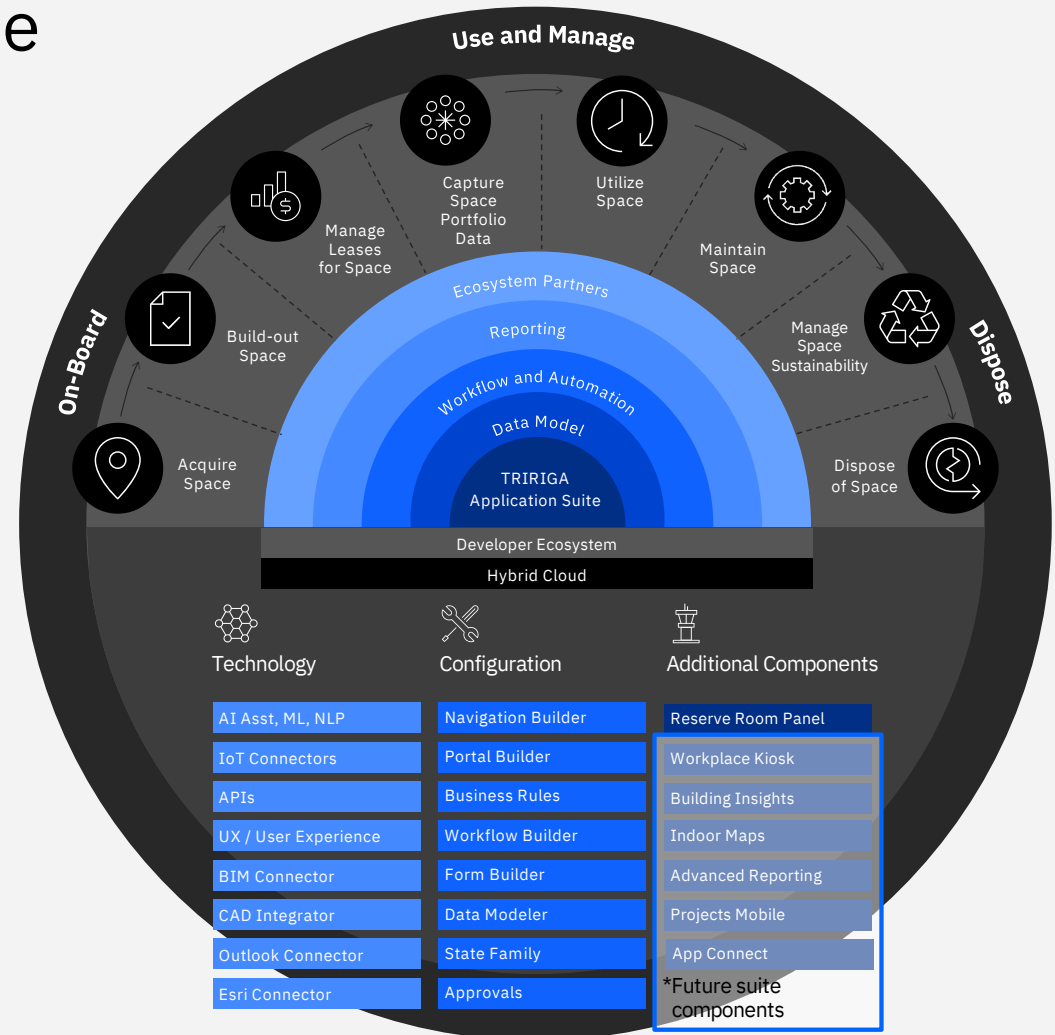 e
Use and Manage
On-Board
Dispose
Acquire
Space
Build-out
Space
Manage
Leases
for Space
Capture
Space
Portfolio
Data
Utilize
Space
Maintain
Space
Manage
Space
Sustainability
Dispose
of Space
Ecosystem Partners
Reporting
Workflow and Automation
Data Model
TRIRIGA
Application Suite
Developer Ecosystem
Hybrid Cloud
Technology
AI Asst, ML, NLP
IoT Connectors
APIs
UX / User Experience
BIM Connector
CAD Integrator
Outlook Connector
Esri Connector
Configuration
Navigation Builder
Portal Builder
Business Rules
Workflow Builder
Form Builder
Data Modeler
State Family
Approvals
Additional Components
Reserve Room Panel
Workplace Kiosk
Building Insights
Indoor Maps
Advanced Reporting
Projects Mobile
App Connect
*Future suite
components